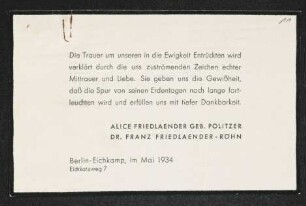 Die Trauer um unseren in die Ewigkeit Entrückten wird
verklärt durch die uns zuströmenden Zeichen echter
Mittrauer und Liebe. Sie geben uns die Gewißheit,
daß die Spur von seinen Erdentagen noch lange fort-
leuchten wird und erfüllen uns mit tiefer Dankbarkeit.
ALICE FRIEDLAENDER GEB. POLITZER
DR. FRANZ FRIEDLAENDER-RÖHN
Berlin-Eichkamp, im Mai 1934
Eichkatzweg 7